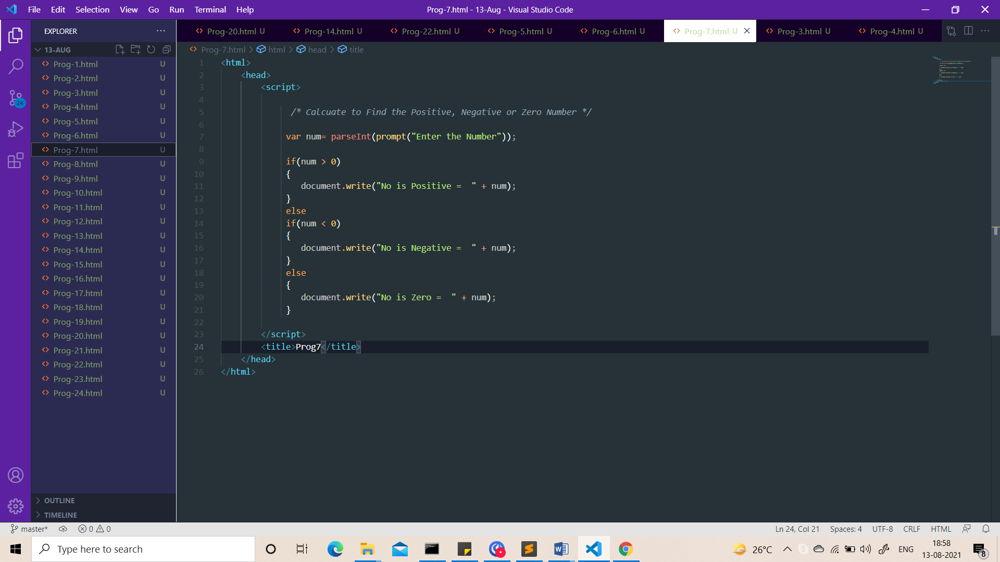 File Edit Selection View Go Run Terminal Help
Prog-7.html - 13-Aug - Visual Studio Code
EXPLORER
Prog-20.html U Prog-14.html U Prog-22.html U Prog-5.html U Prog-6.html U Prog-7.html U Prog-3.html U Prog-4.html U
13-AUG
Prog-7.html > html > head > title
Prog-1.html U
Prog-2.html U
Prog-3.html U
Prog-4.html U
Prog-5.html U
Prog-6.html U
Prog-7.html U
Prog-8.html U
Prog-9.html U
Prog-10.html U
Prog-11.html U
Prog-12.html U
Prog-13.html U
Prog-14.html U
Prog-15.html U
Prog-16.html U
Prog-17.html U
Prog-18.html U
Prog-19.html U
Prog-20.html U
Prog-21.html U
Prog-22.html U
Prog-23.html U
Prog-24.html U
24
OUTLINE
TIMELINE
1 <html>
2 <head>
3 <script>
4
5 /* Calcuate to Find the Positive, Negative or Zero Number */
6
7 var num= parseInt(prompt("Enter the Number"));
8
9 if(num > 0)
10 {
11 document.write("No is Positive =  " + num);
12 }
13 else
14 if(num < 0)
15 {
16 document.write("No is Negative =  " + num);
17 }
18 else
19 {
20 document.write("No is Zero =  " + num);
21 }
22
23 </script>
24 <title>Prog7</title>
25 </head>
26 </html>
master* 0 0
Ln 24, Col 21 Spaces: 4 UTF-8 CRLF HTML
Type here to search
26°C ENG
18:58
13-08-2021
8